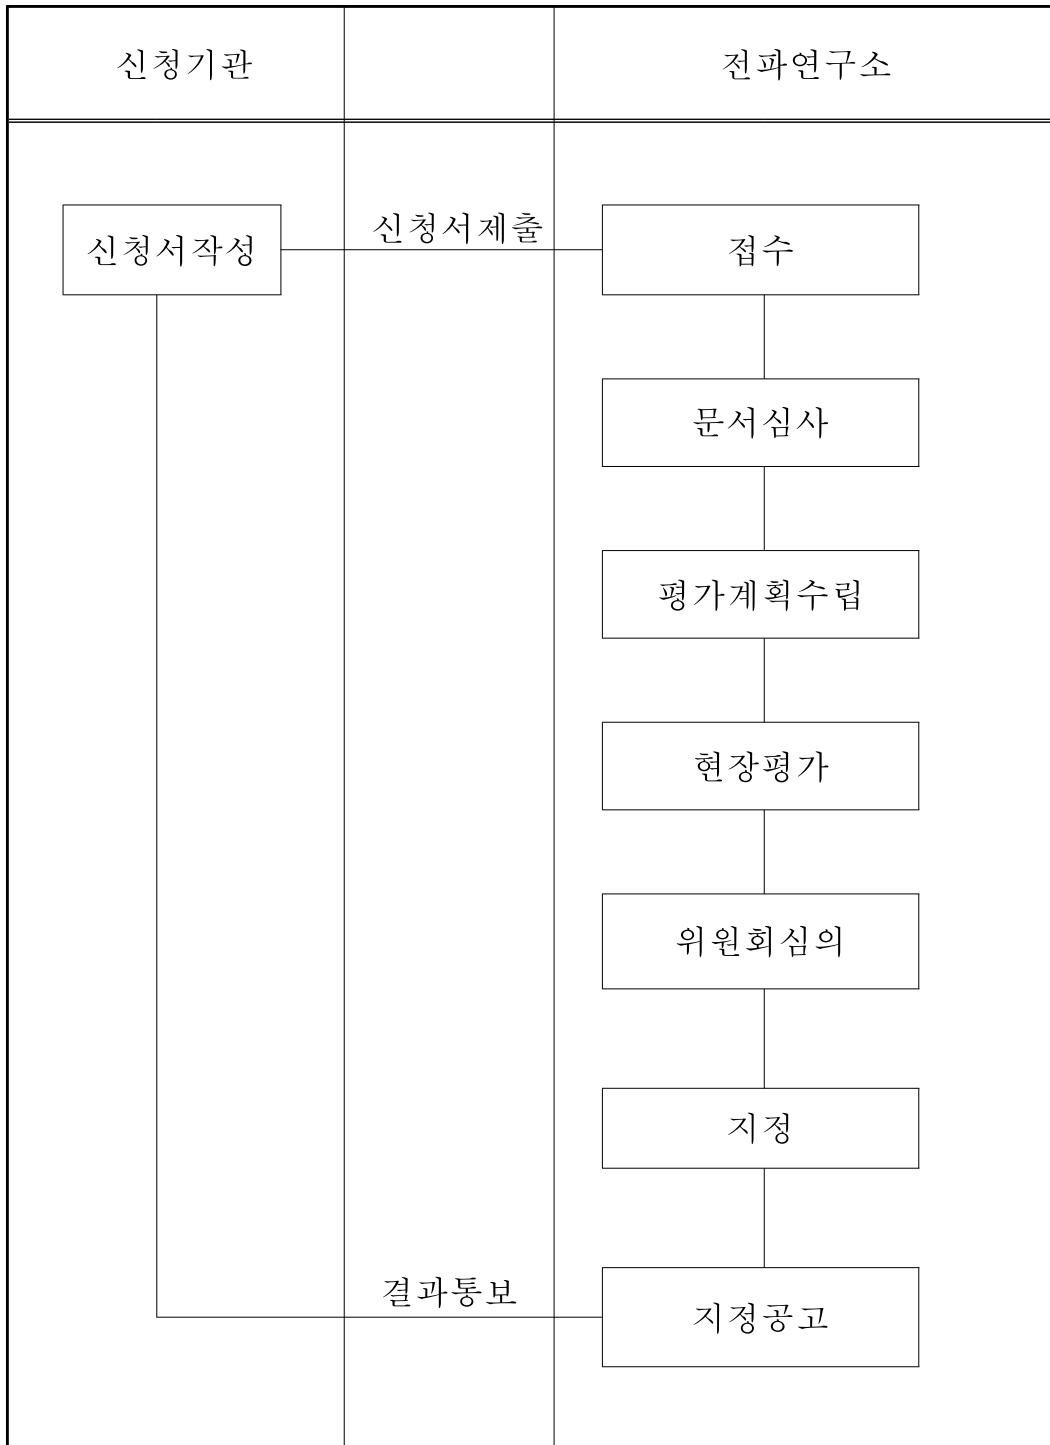 신청기관
전파연구소
신청서작성
신청서제출
접수
문서심사
평가계획수립
현장평가
위원회심의
지정
결과통보
지정공고